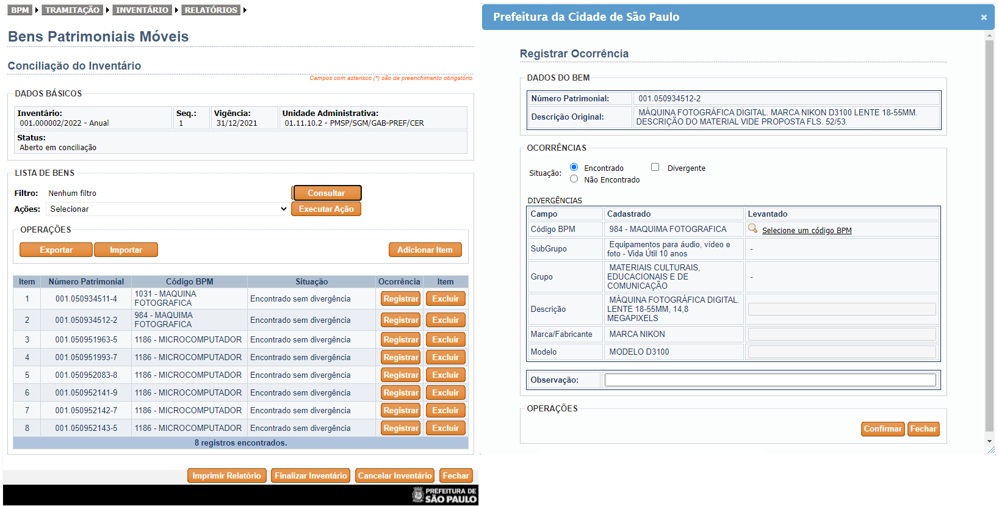 BPM TRAMITAÇÃO INVENTÁRIO RELATÓRIOS
Bens Patrimoniais Móveis
Conciliação do Inventário
Campos com asterisco (*) são de preenchimento obrigatório.
DADOS BÁSICOS
Inventário: Seq.: Vigência: Unidade Administrativa:
001.000002/2022 - Anual 1 31/12/2021 01.11.10.2 - PMSP/SGM/GAB-PREF/CER
Status:
Aberto em conciliação
LISTA DE BENS
Filtro: Nenhum filtro Consultar
Ações: Selecionar Executar Ação
OPERAÇÕES
Exportar Importar Adicionar Item
Item Número Patrimonial Código BPM Situação Ocorrência Item
1 001.050934511-4 1031 - MAQUINA FOTOGRAFICA Encontrado sem divergência Registrar Excluir
2 001.050934512-2 984 - MAQUIMA FOTOGRAFICA Encontrado sem divergência Registrar Excluir
3 001.050951963-5 1186 - MICROCOMPUTADOR Encontrado sem divergência Registrar Excluir
4 001.050951993-7 1186 - MICROCOMPUTADOR Encontrado sem divergência Registrar Excluir
5 001.050952083-8 1186 - MICROCOMPUTADOR Encontrado sem divergência Registrar Excluir
6 001.050952141-9 1186 - MICROCOMPUTADOR Encontrado sem divergência Registrar Excluir
7 001.050952142-7 1186 - MICROCOMPUTADOR Encontrado sem divergência Registrar Excluir
8 001.050952143-5 1186 - MICROCOMPUTADOR Encontrado sem divergência Registrar Excluir
8 registros encontrados.
Imprimir Relatório Finalizar Inventário Cancelar Inventário Fechar
PREFEITURA DE
SÃO PAULO
Prefeitura da Cidade de São Paulo
Registrar Ocorrência
DADOS DO BEM
Número Patrimonial: 001.050934512-2
Descrição Original: MÁQUINA FOTOGRÁFICA DIGITAL. MARCA NIKON D3100 LENTE 18-55MM.
DESCRIÇÃO DO MATERIAL VIDE PROPOSTA FLS. 52/53.
OCORRÊNCIAS
Situação: Encontrado Divergente
Não Encontrado
DIVERGÊNCIAS
Campo Cadastrado Levantado
Código BPM 984 - MAQUIMA FOTOGRAFICA Selecione um código BPM
SubGrupo Equipamentos para áudio, vídeo e
foto - Vida Útil 10 anos -
Grupo MATERIAIS CULTURAIS,
EDUCACIONAIS E DE
COMUNICAÇÃO -
Descrição MÁQUINA FOTOGRÁFICA DIGITAL.
LENTE 18-55MM, 14,8
MEGAPIXELS
Marca/Fabricante MARCA NIKON
Modelo MODELO D3100
Observação:
OPERAÇÕES
Confirmar Fechar